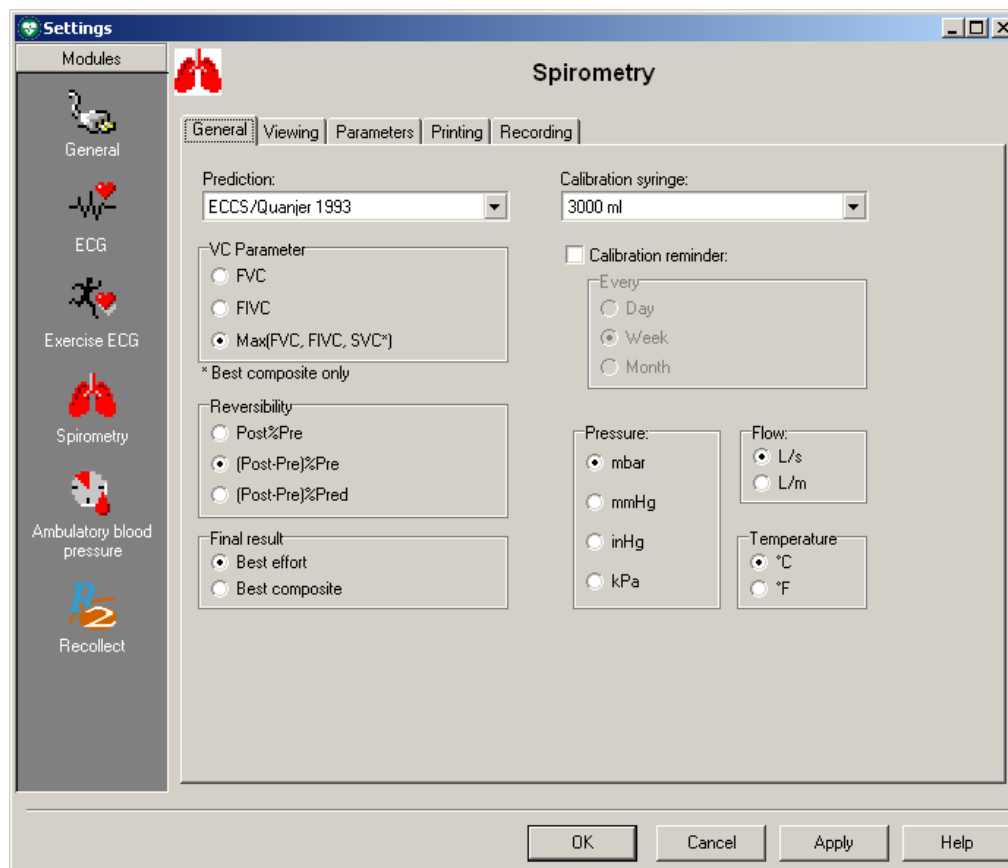 Settings
Modules
General
ECG
Exercise ECG
Spirometry
Ambulatory blood
pressure
R2
Recollect
Spirometry
General Viewing Parameters Printing Recording
Prediction:
ECCS/Quanjer 1993
VC Parameter
FVC
FIVC
Max(FVC, FIVC, SVC*)
* Best composite only
Reversibility
Post%Pre
(Post-Pre)%Pre
(Post-Pre)%Pred
Final result
Best effort
Best composite
Calibration syringe:
3000 ml
Calibration reminder:
Every
Day
Week
Month
Pressure:
mbar
mmHg
inHg
kPa
Flow:
L/s
L/m
Temperature
°C
°F
OK Cancel Apply Help